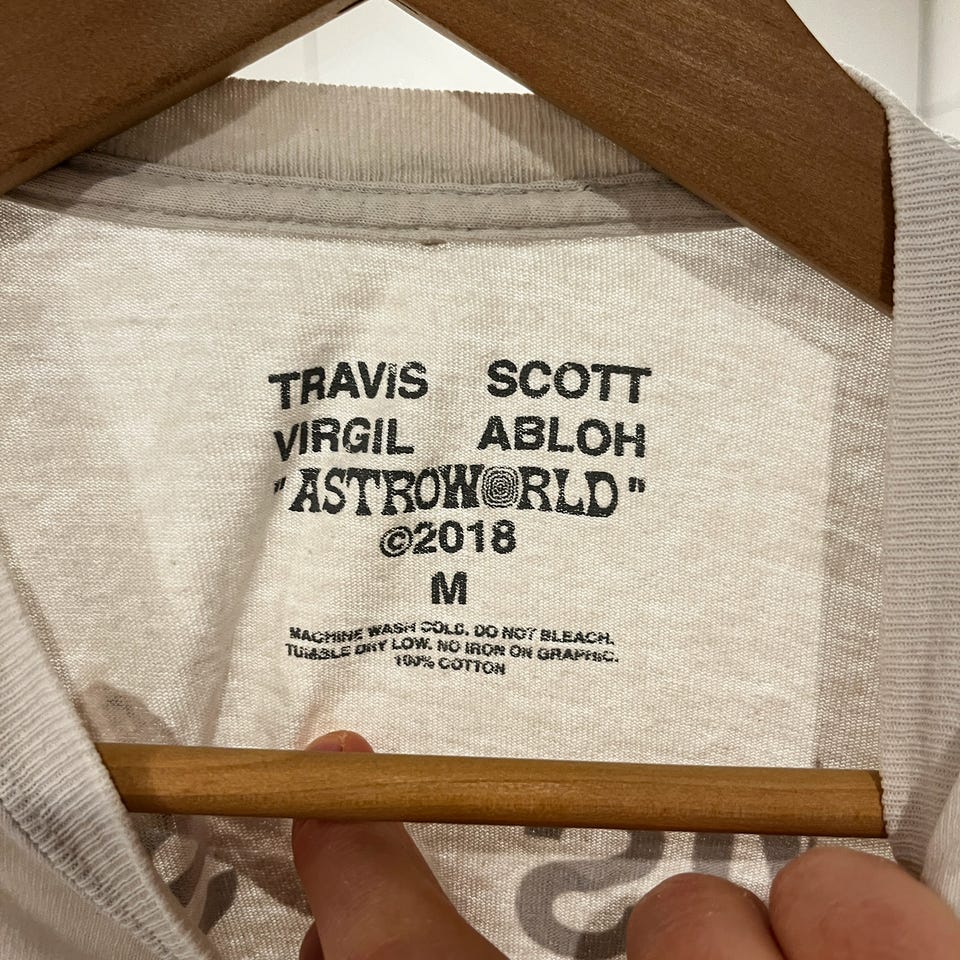 TRAVIS SCOTT
VIRGIL ABLOH
"ASTROWORLD"
©2018
M
MACHINE WASH COLD. DO NOT BLEACH.
TUMBLE DRY LOW. NO IRON ON GRAPHIC.
100% COTTON